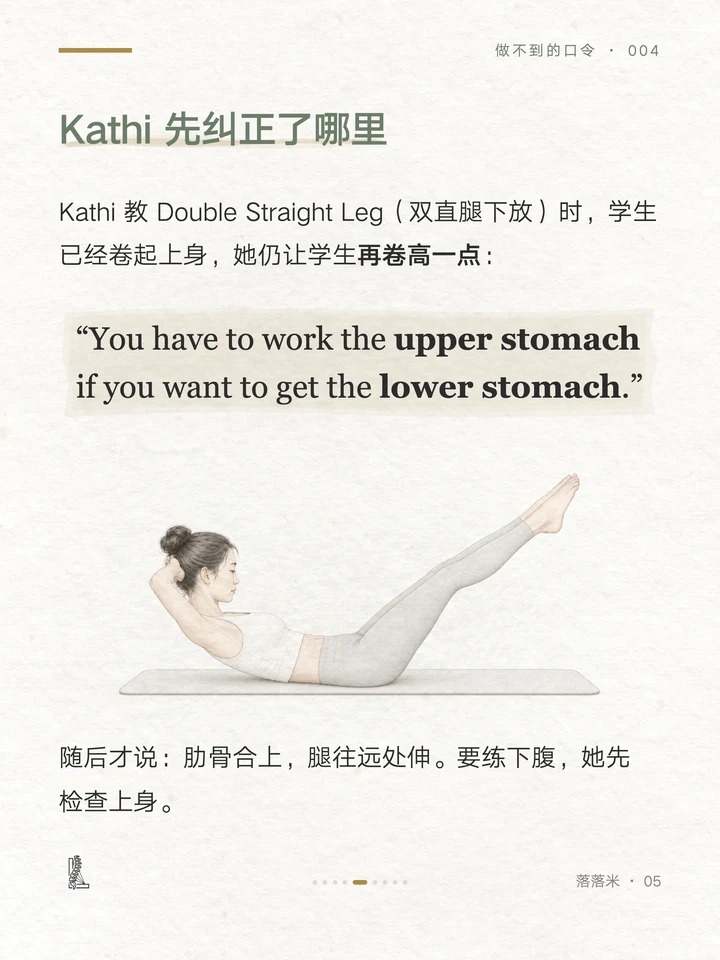 做不到的口令 · 004
Kathi 先纠正了哪里
Kathi 教 Double Straight Leg（双直腿下放）时，学生
已经卷起上身，她仍让学生再卷高一点：
“You have to work the upper stomach
if you want to get the lower stomach.”
随后才说：肋骨合上，腿往远处伸。要练下腹，她先
检查上身。
落落米 · 05